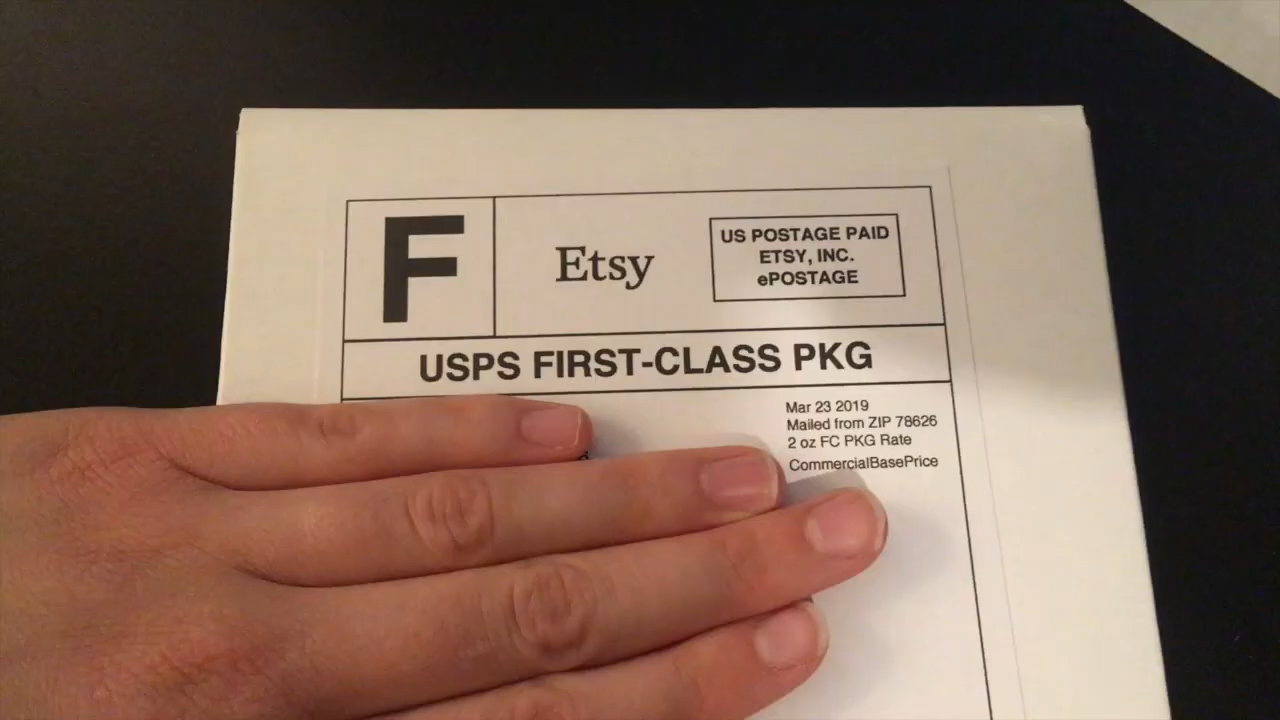 F
Etsy
US POSTAGE PAID
ETSY, INC.
ePOSTAGE
USPS FIRST-CLASS PKG
Mar 23 2019
Mailed from ZIP 78626
2 oz FC PKG Rate
CommercialBasePrice